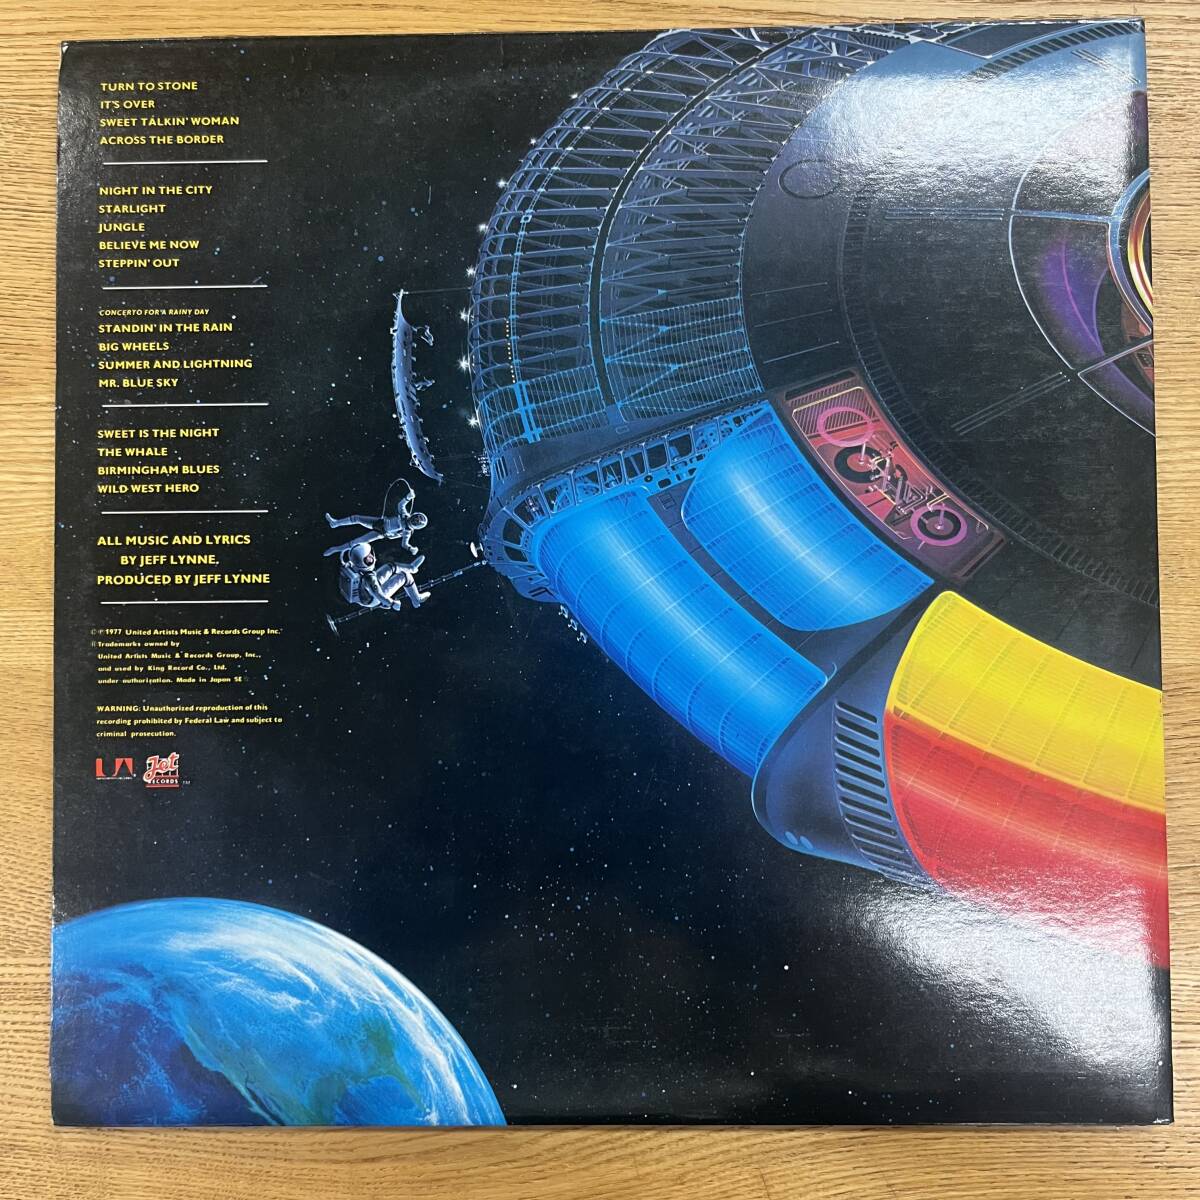 TURN TO STONE
IT'S OVER
SWEET TALKIN' WOMAN
ACROSS THE BORDER
NIGHT IN THE CITY
STARLIGHT
JUNGLE
BELIEVE ME NOW
STEPPIN' OUT
CONCERTO FOR A RAINY DAY
STANDIN' IN THE RAIN
BIG WHEELS
SUMMER AND LIGHTNING
MR. BLUE SKY
SWEET IS THE NIGHT
THE WHALE
BIRMINGHAM BLUES
WILD WEST HERO
ALL MUSIC AND LYRICS
BY JEFF LYNNE.
PRODUCED BY JEFF LYNNE
© ℗ 1977 United Artists Music & Records Group Inc.
Trademarks owned by
United Artists Music & Records Group, Inc.,
and used by King Record Co., Ltd.
under authorization. Made in Japan SE
WARNING: Unauthorized reproduction of this
recording prohibited by Federal Law and subject to
criminal prosecution.
UA
Jet
RECORDS TM